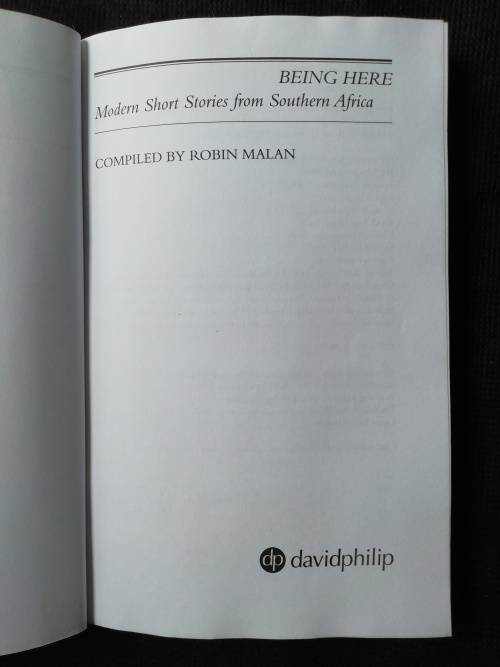 BEING HERE
Modern Short Stories from Southern Africa
COMPILED BY ROBIN MALAN
dp davidphilip